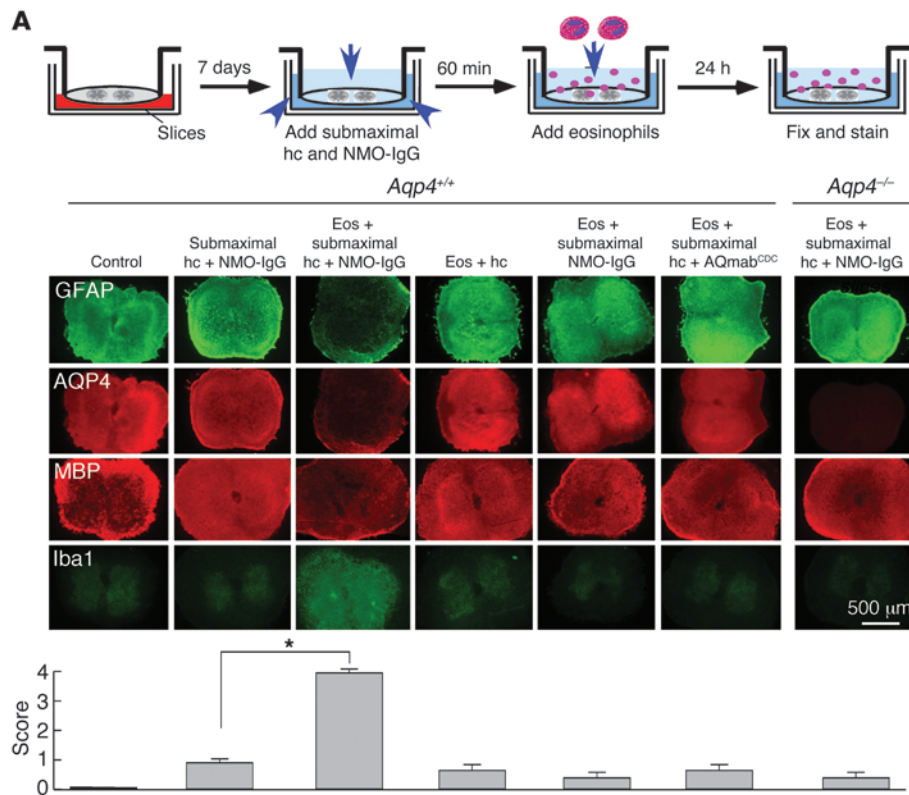 A
7 days
60 min
24 h
Slices
Add submaximal
hc and NMO-IgG
Add eosinophils
Fix and stain
Aqp4+/+
Aqp4–/–
Control
Submaximal
hc + NMO-IgG
Eos +
submaximal
hc + NMO-IgG
Eos + hc
Eos +
submaximal
NMO-IgG
Eos +
submaximal
hc + AQmabCDC
Eos +
submaximal
hc + NMO-IgG
GFAP
AQP4
MBP
Iba1
500 μm
*
Score
4
3
2
1
0